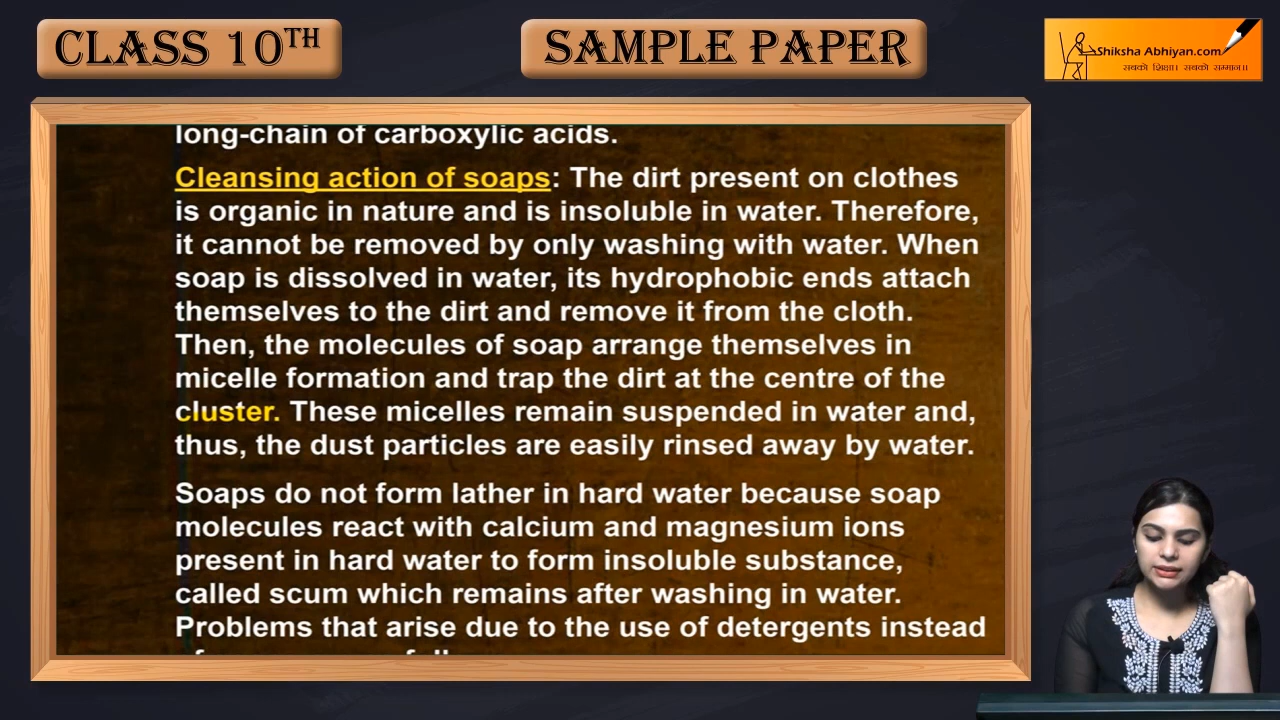 CLASS 10TH
SAMPLE PAPER
Shiksha Abhiyan.com
सबको शिक्षा। सबको सम्मान।।
long-chain of carboxylic acids.
Cleansing action of soaps: The dirt present on clothes
is organic in nature and is insoluble in water. Therefore,
it cannot be removed by only washing with water. When
soap is dissolved in water, its hydrophobic ends attach
themselves to the dirt and remove it from the cloth.
Then, the molecules of soap arrange themselves in
micelle formation and trap the dirt at the centre of the
cluster. These micelles remain suspended in water and,
thus, the dust particles are easily rinsed away by water.
Soaps do not form lather in hard water because soap
molecules react with calcium and magnesium ions
present in hard water to form insoluble substance,
called scum which remains after washing in water.
Problems that arise due to the use of detergents instead